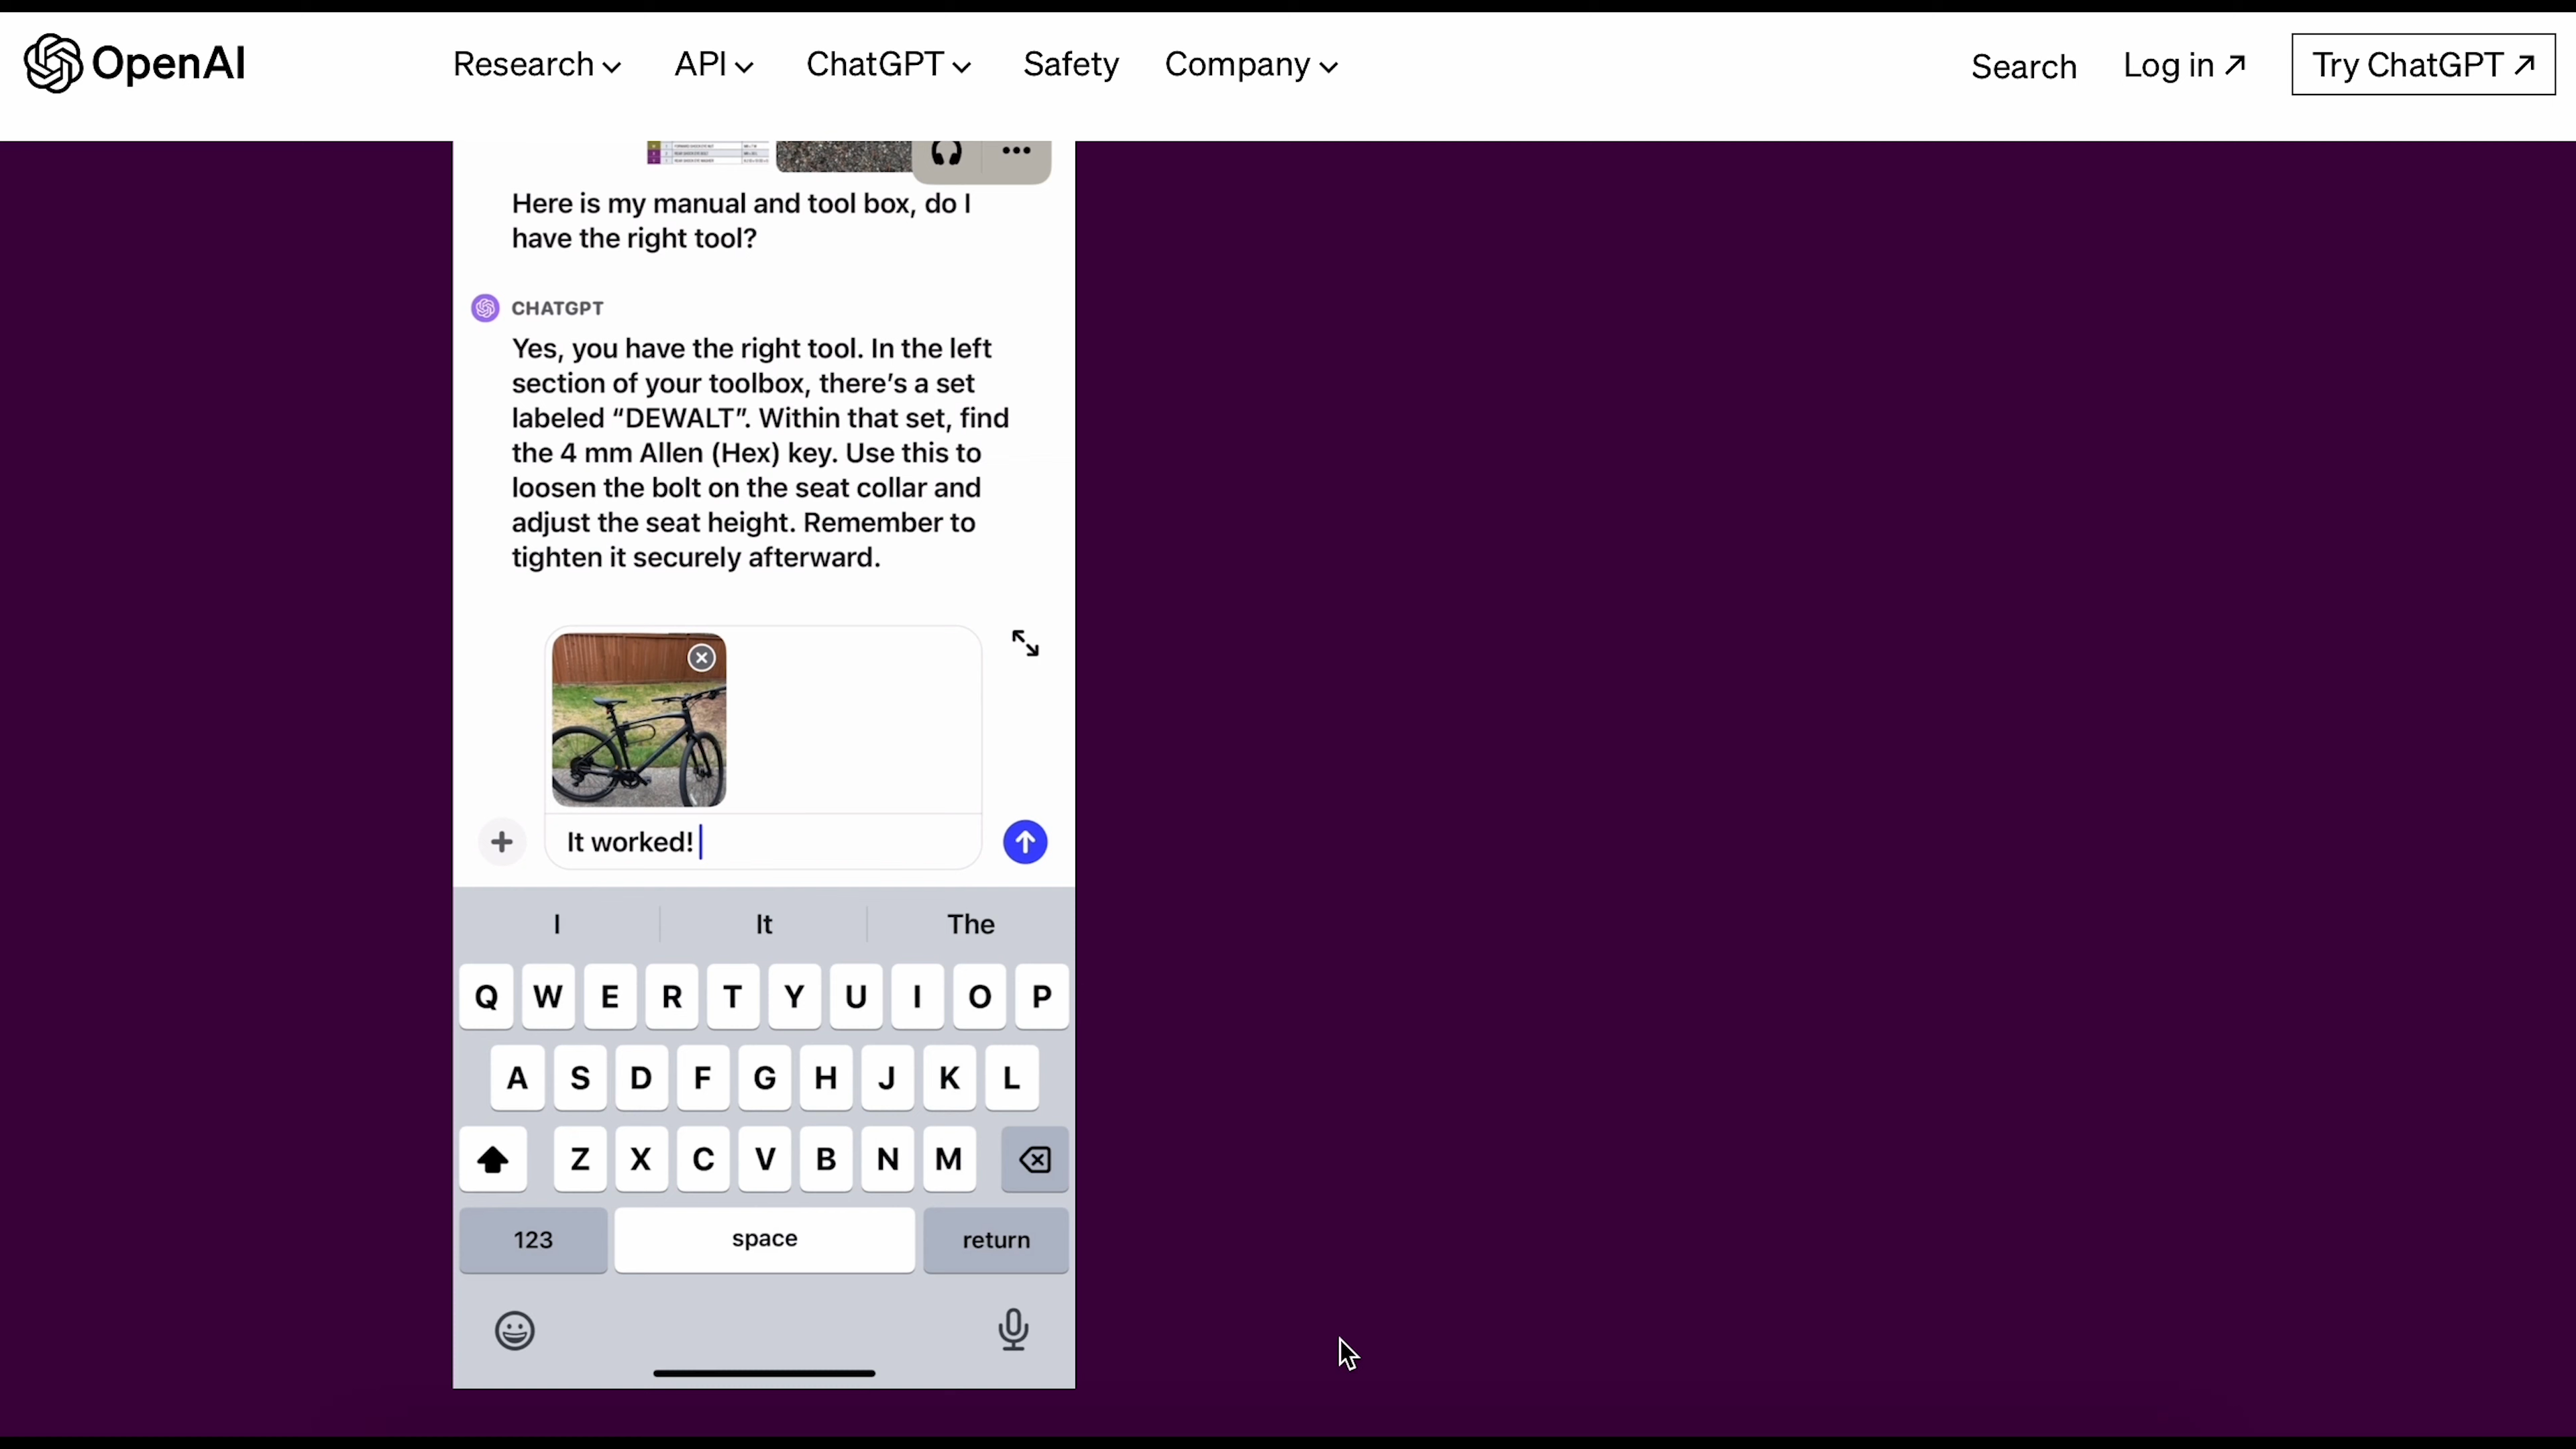 OpenAI
Research
API
ChatGPT
Safety
Company
Search
Log in
Try ChatGPT
Here is my manual and tool box, do I
have the right tool?
CHATGPT
Yes, you have the right tool. In the left
section of your toolbox, there’s a set
labeled “DEWALT”. Within that set, find
the 4 mm Allen (Hex) key. Use this to
loosen the bolt on the seat collar and
adjust the seat height. Remember to
tighten it securely afterward.
It worked!
I It The
Q W E R T Y U I O P
A S D F G H J K L
Z X C V B N M
123 space return